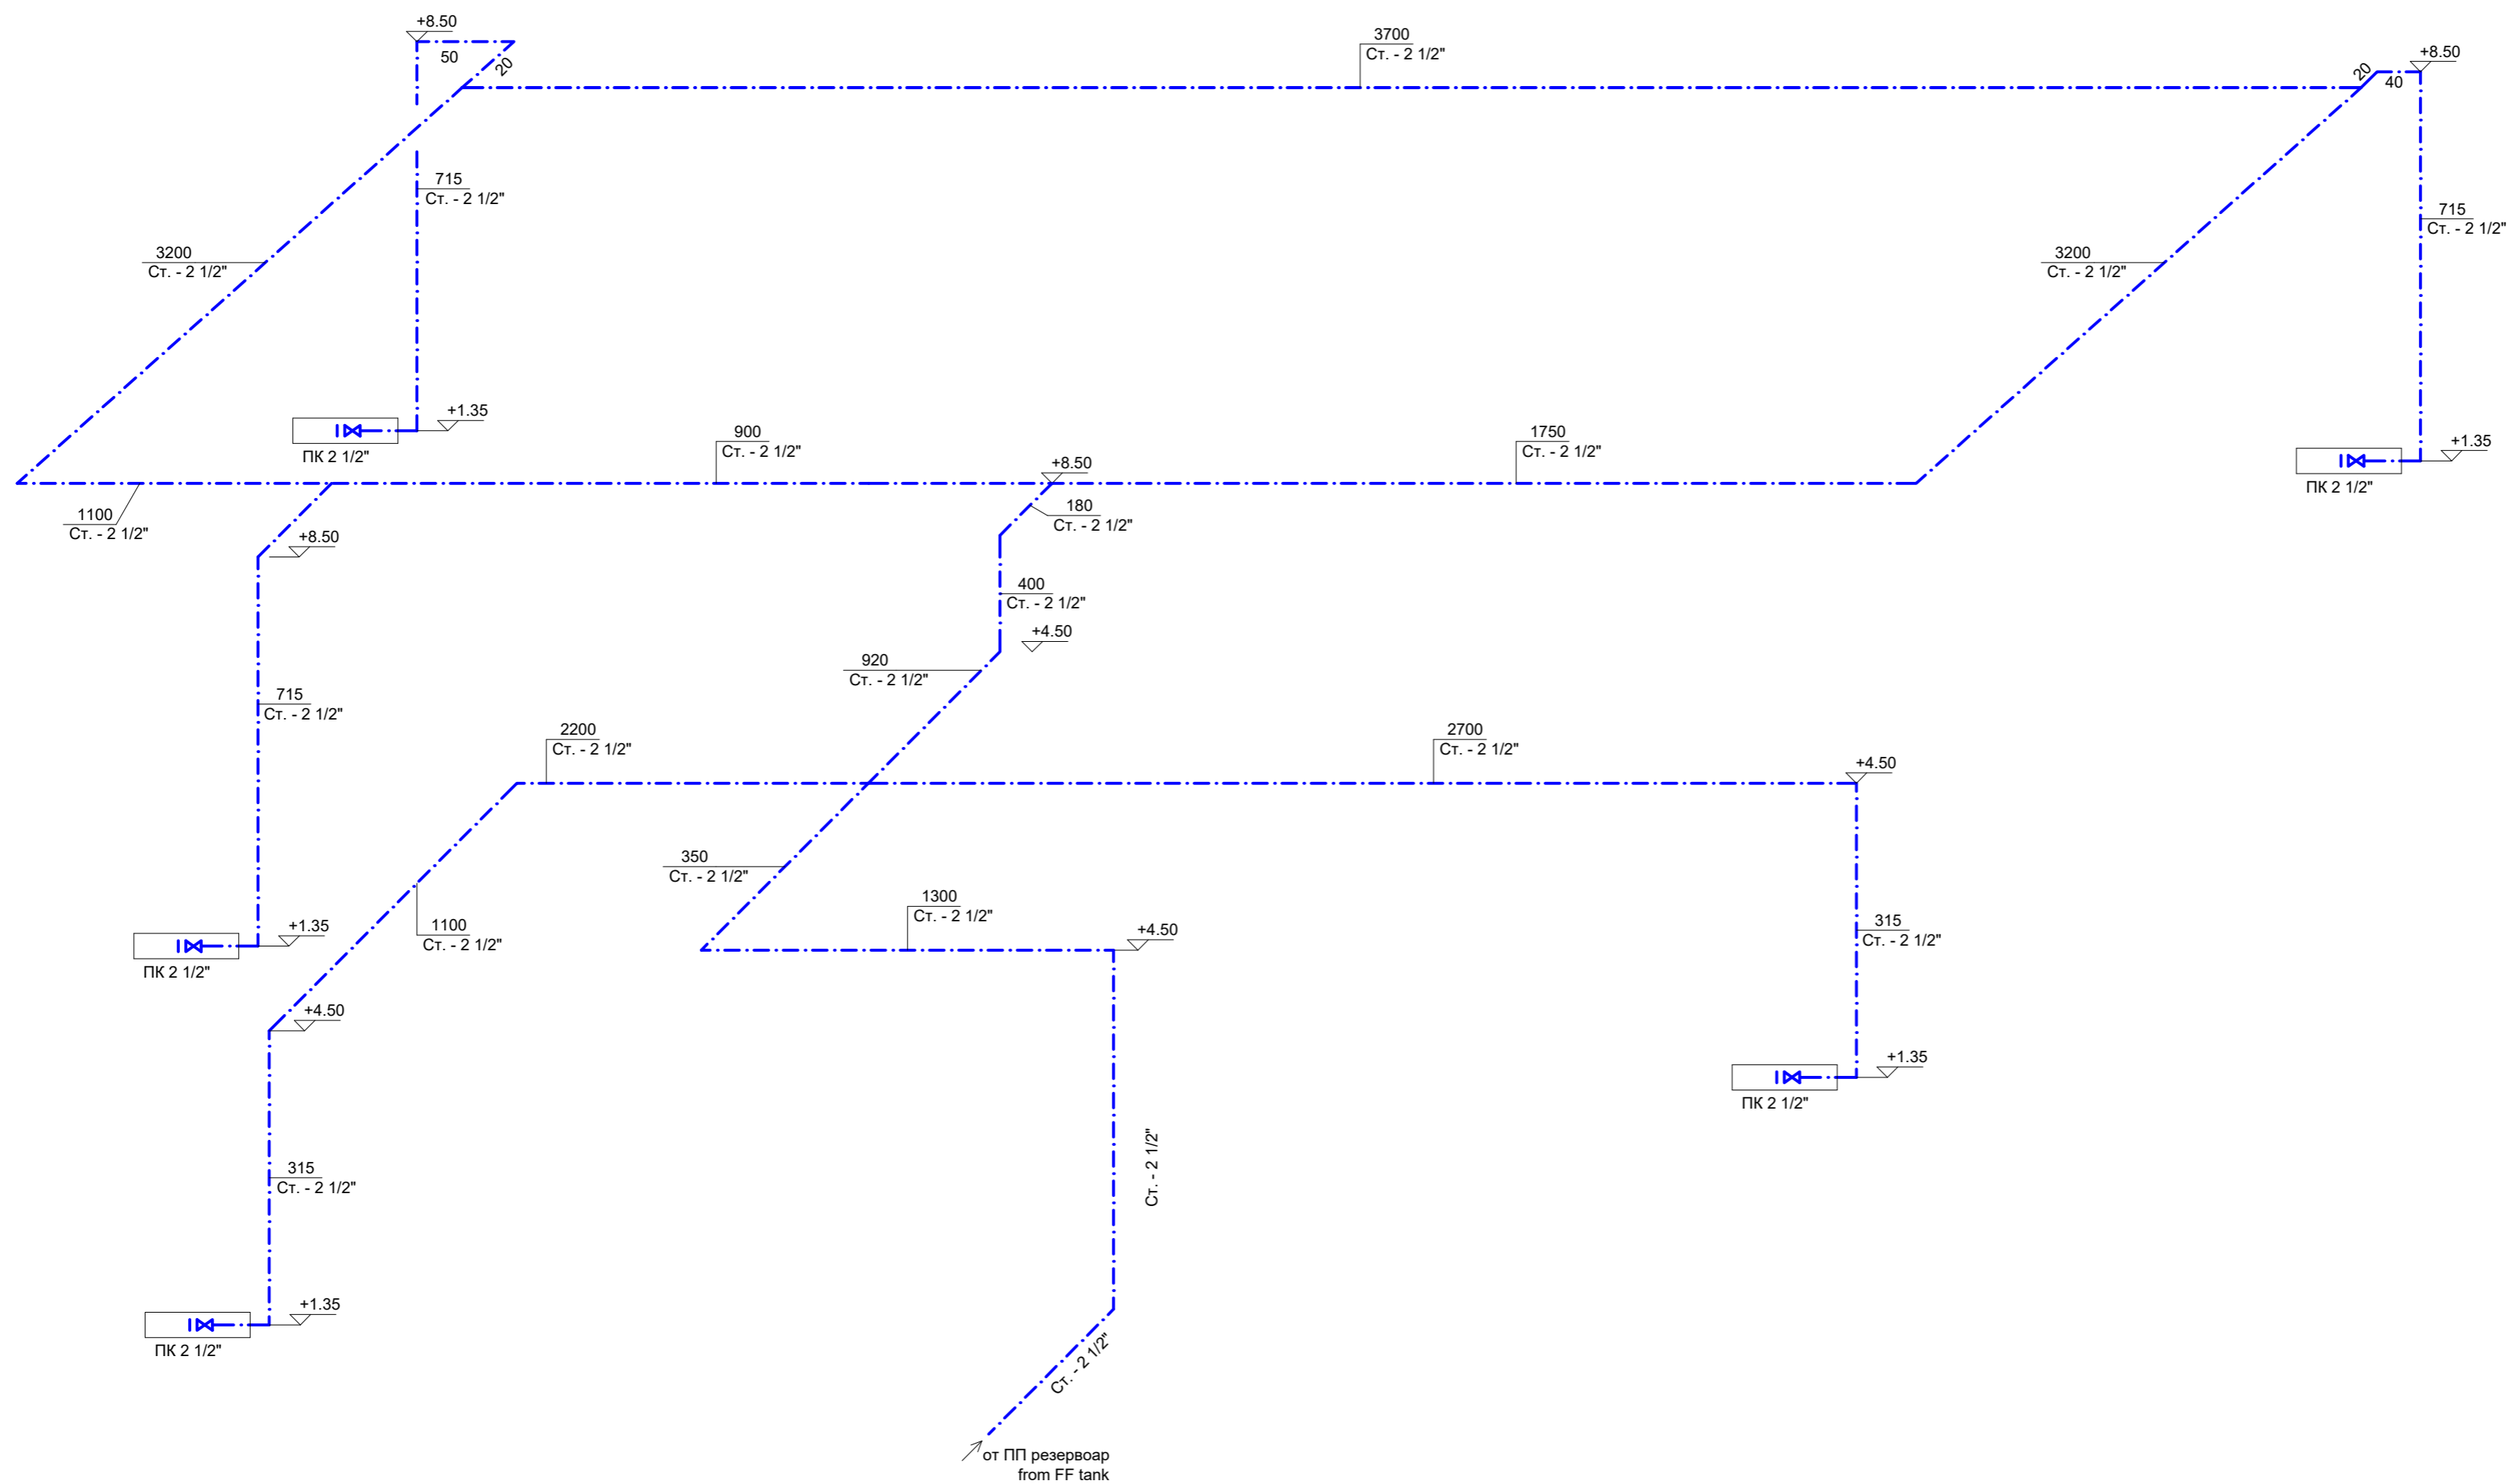 +8.50
50
20
3700
Ст. - 2 1/2"
20
40
+8.50
715
Ст. - 2 1/2"
715
Ст. - 2 1/2"
3200
Ст. - 2 1/2"
3200
Ст. - 2 1/2"
+1.35
ПК 2 1/2"
900
Ст. - 2 1/2"
1750
Ст. - 2 1/2"
+1.35
ПК 2 1/2"
+8.50
1100
Ст. - 2 1/2"
180
Ст. - 2 1/2"
+8.50
400
Ст. - 2 1/2"
+4.50
920
Ст. - 2 1/2"
715
Ст. - 2 1/2"
2200
Ст. - 2 1/2"
2700
Ст. - 2 1/2"
+4.50
350
Ст. - 2 1/2"
1300
Ст. - 2 1/2"
1100
Ст. - 2 1/2"
+1.35
ПК 2 1/2"
+4.50
315
Ст. - 2 1/2"
+4.50
+1.35
ПК 2 1/2"
Ст. - 2 1/2"
315
Ст. - 2 1/2"
+1.35
ПК 2 1/2"
Ст. - 2 1/2"
от ПП резервоар
from FF tank